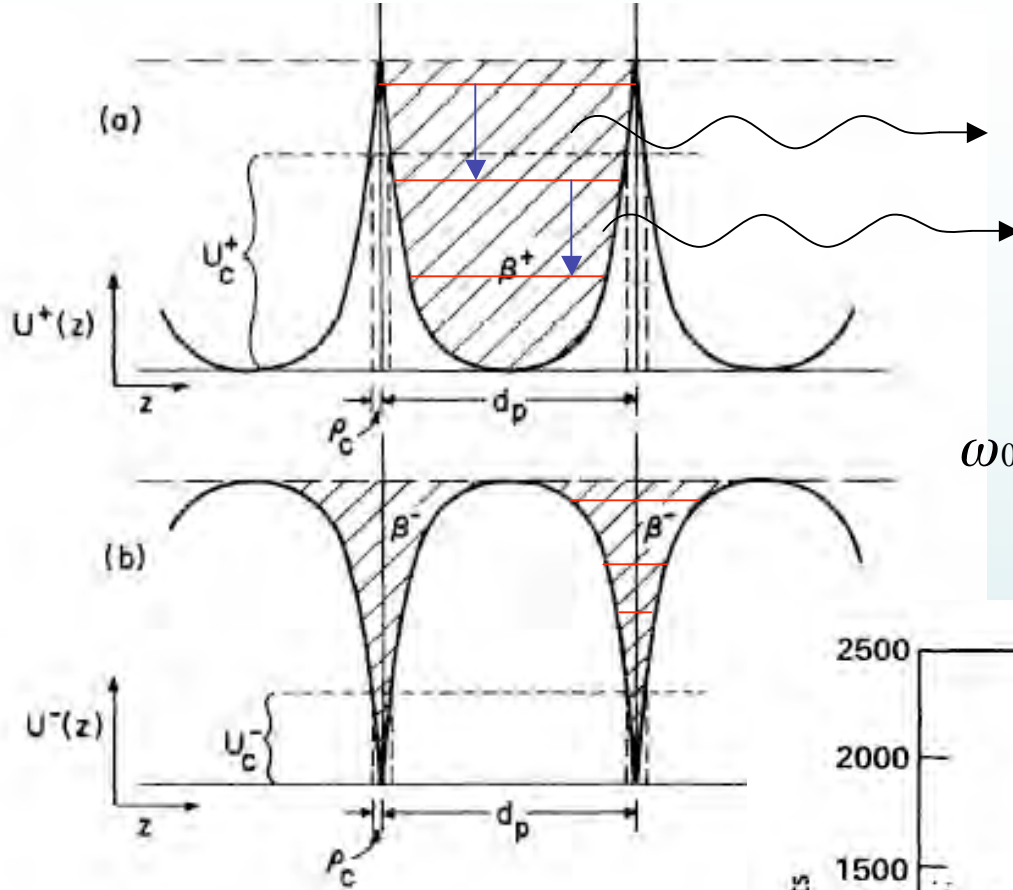 (a)
U_c^+
β^+
U^+(z)
z
d_p
ρ_c
ω_0
β^-
β^-
(b)
2500
U^-(z)
U_c^-
2000
d_p
z
ρ_c
1500